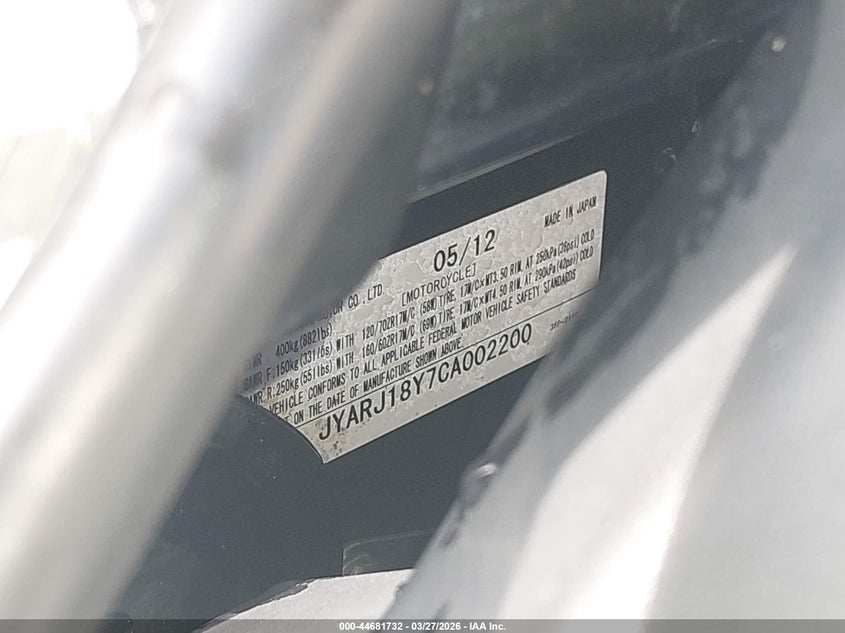 05/12
MADE IN JAPAN
CO.,LTD. [MOTORCYCLE]
400kg(882lbs)
F:150kg(331lbs) WITH 120/70ZR17M/C (58W) TIRE, 17M/C×MT3.50 RIM, AT 250kPa(36psi) COLD
R:250kg(551lbs) WITH 160/60ZR17M/C (69W) TIRE, 17M/C×MT4.50 RIM, AT 290kPa(42psi) COLD
VEHICLE CONFORMS TO ALL APPLICABLE FEDERAL MOTOR VEHICLE SAFETY STANDARDS
ON THE DATE OF MANUFACTURE SHOWN ABOVE.
JYARJ18Y7CA002200
000-44681732 - 03/27/2026 - IAA Inc.